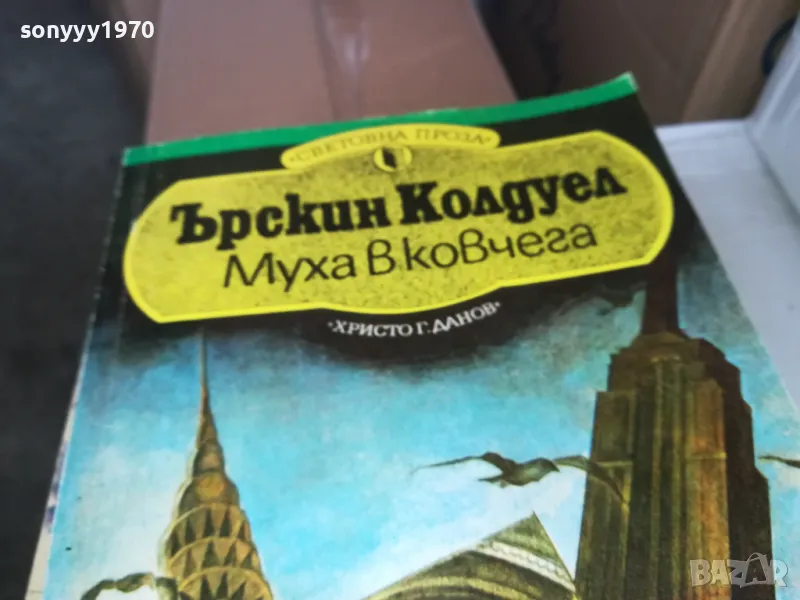 sonyyy1970
•СВЕТОВНА ПРОЗА•
Ърскин Колдуел
Муха в ковчега
•ХРИСТО Г. ДАНОВ•
BAZAR